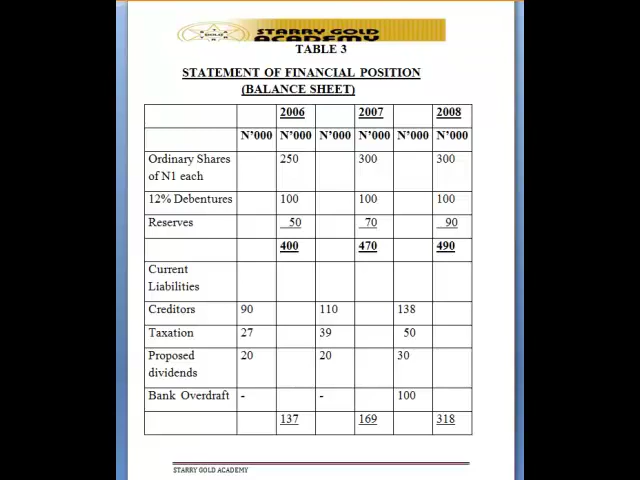 STARRY GOLD
ACADEMY
TABLE 3
STATEMENT OF FINANCIAL POSITION
(BALANCE SHEET)
2006 2007 2008
N'000 N'000 N'000 N'000 N'000 N'000
Ordinary Shares 250 300 300
of N1 each
12% Debentures 100 100 100
Reserves 50 70 90
400 470 490
Current
Liabilities
Creditors 90 110 138
Taxation 27 39 50
Proposed 20 20 30
dividends
Bank Overdraft - - 100
137 169 318
STARRY GOLD ACADEMY